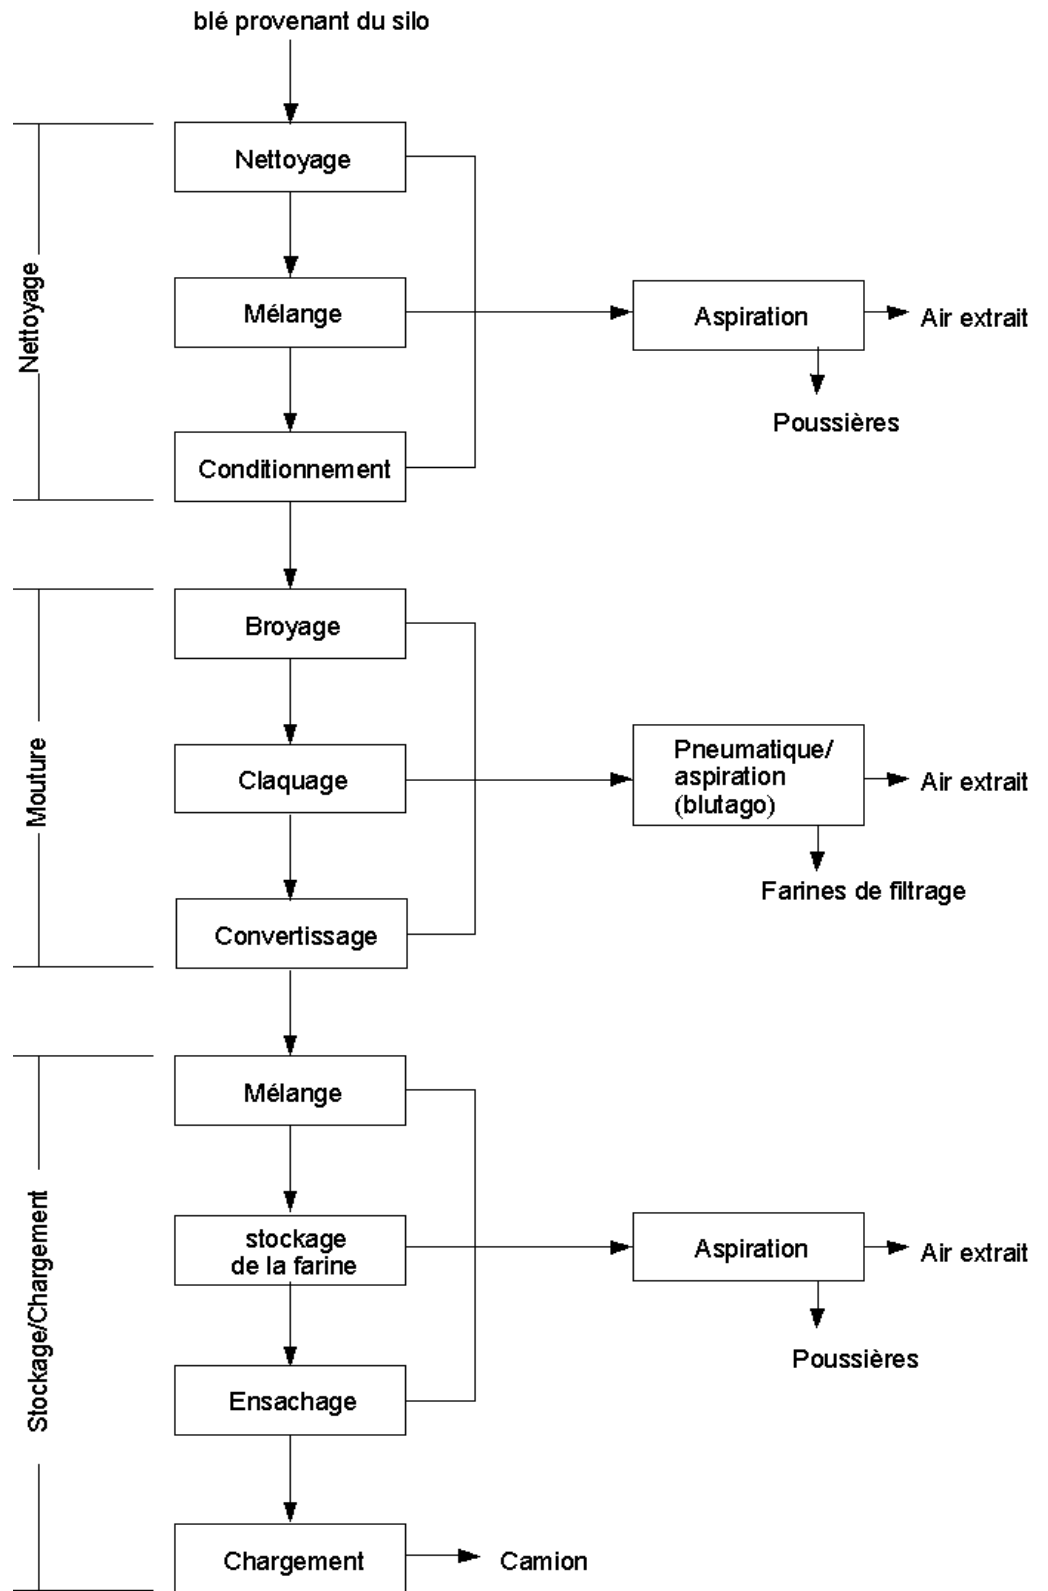 blé provenant du silo
Nettoyage
Nettoyage
Mélange
Aspiration
Air extrait
Poussières
Conditionnement
Mouture
Broyage
Claquage
Pneumatique/
aspiration
(blutago)
Air extrait
Farines de filtrage
Convertissage
Stockage/Chargement
Mélange
stockage
de la farine
Aspiration
Air extrait
Poussières
Ensachage
Chargement
Camion